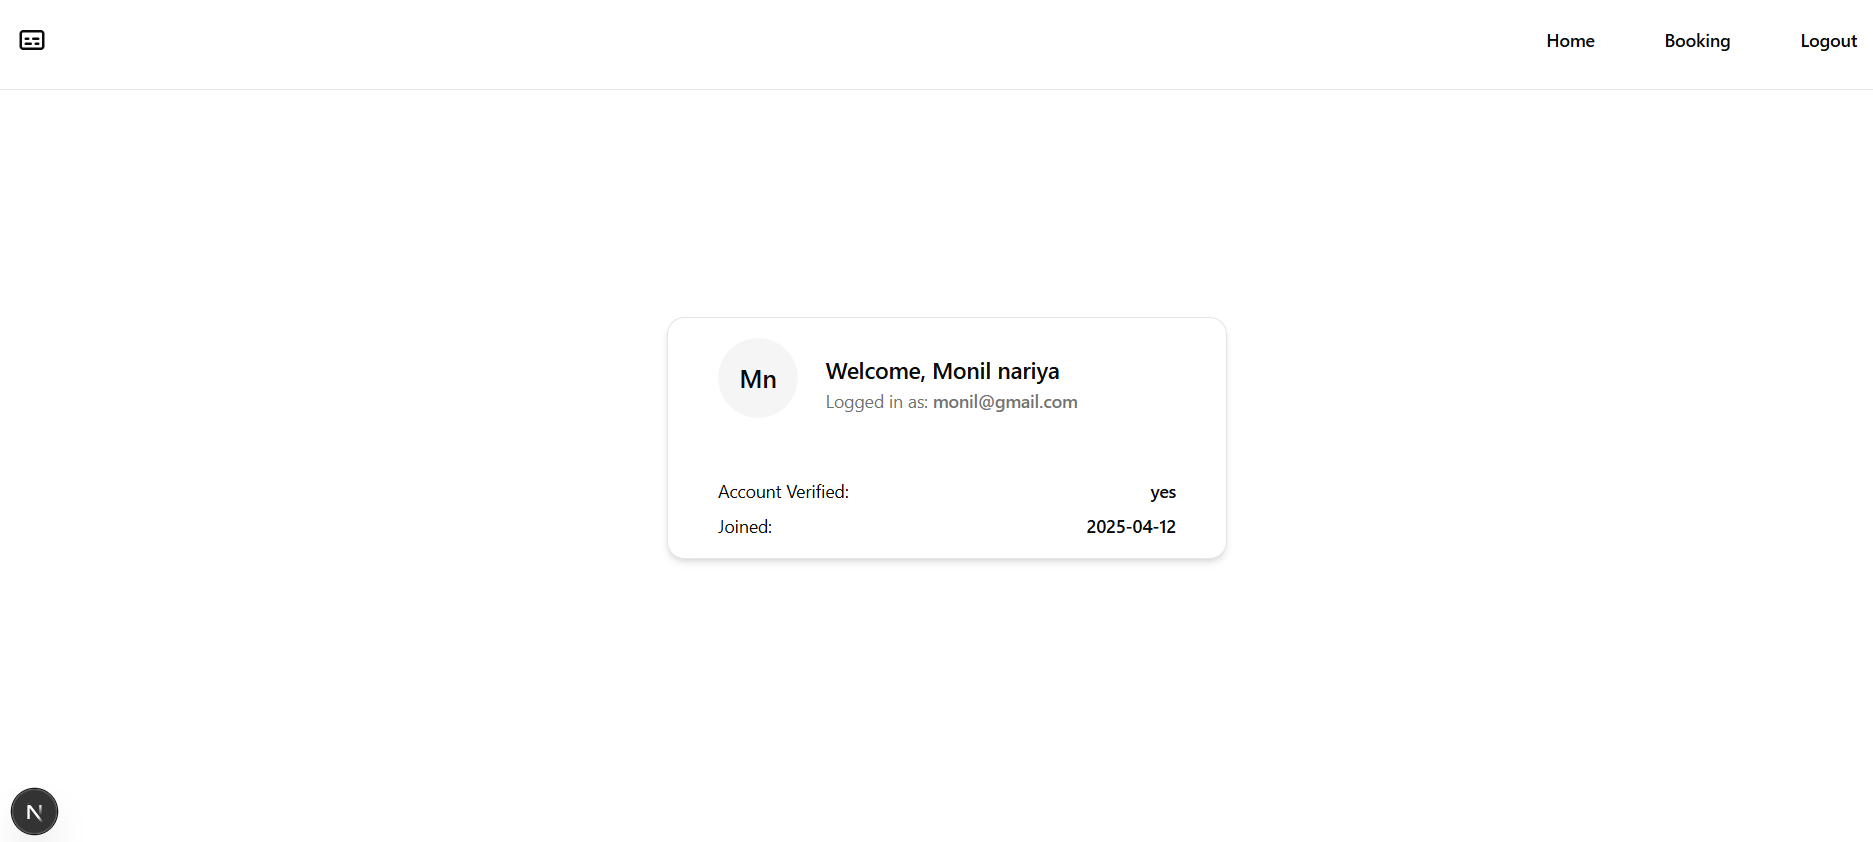 Home Booking Logout
Mn
Welcome, Monil nariya
Logged in as: monil@gmail.com
Account Verified: yes
Joined: 2025-04-12
N